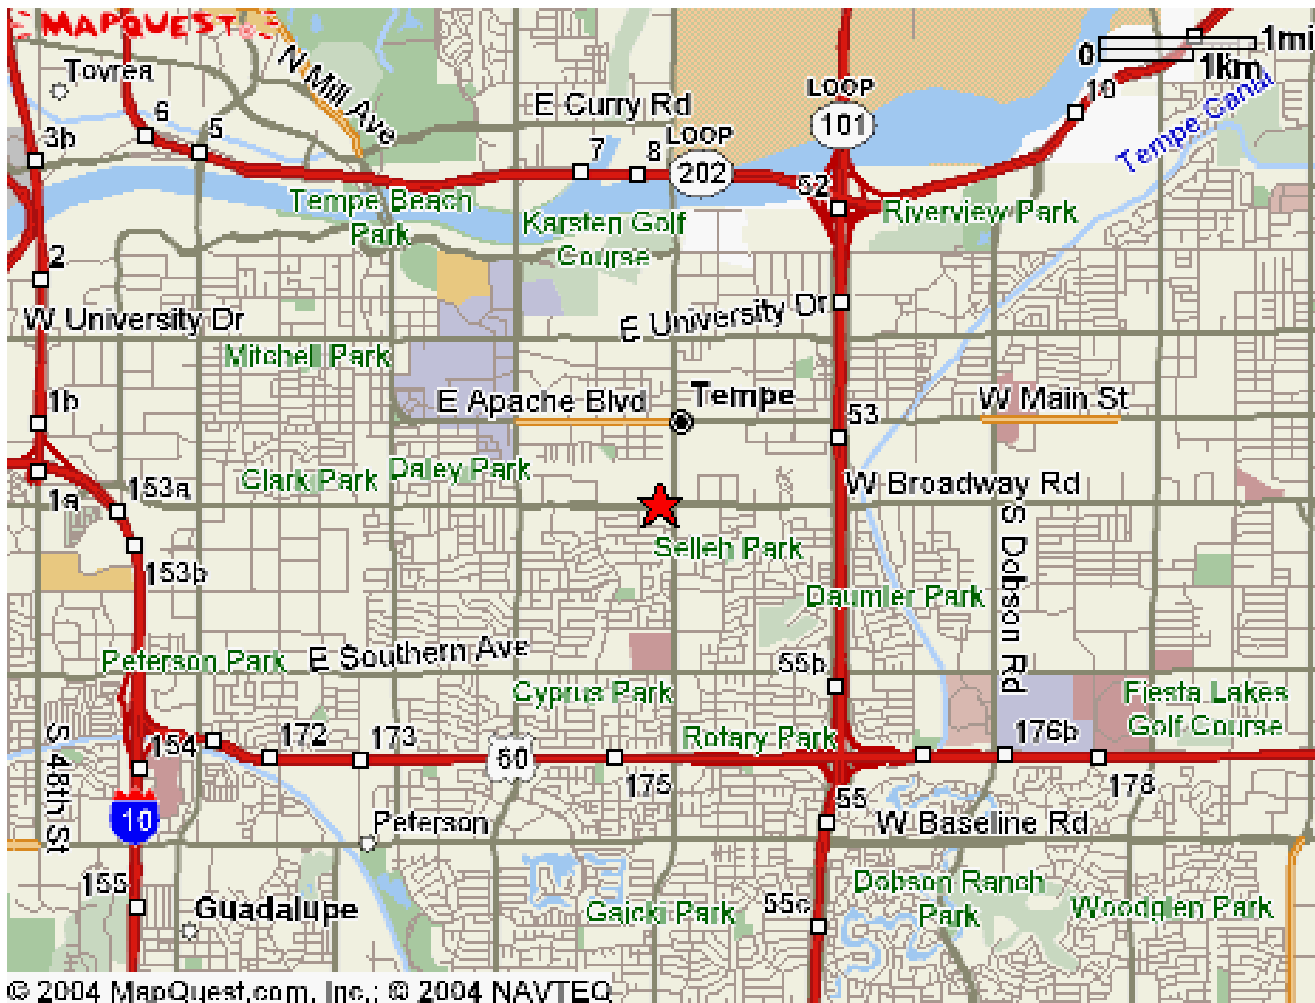 MAPQUEST
0
1mi
1km
N Mill Ave
Tovrea
LOOP
101
E Curry Rd
6
5
3b
7
8
LOOP
202
10
Tempe Canal
52
Tempe Beach
Park
Karsten Golf
Course
Riverview Park
2
W University Dr
E University Dr
Mitchell Park
1b
E Apache Blvd
Tempe
53
W Main St
Clark Park
Daley Park
W Broadway Rd
153a
1a
Selleh Park
S Dobson Rd
153b
Daumler Park
Peterson Park
E Southern Ave
55b
Cyprus Park
Fiesta Lakes
Golf Course
S 48th St
154
172
173
60
175
Rotary Park
176b
178
10
Peterson
55
W Baseline Rd
155
Guadalupe
Gaicki Park
55c
Dobson Ranch
Park
Woodglen Park
© 2004 MapQuest.com, Inc.; © 2004 NAVTEQ